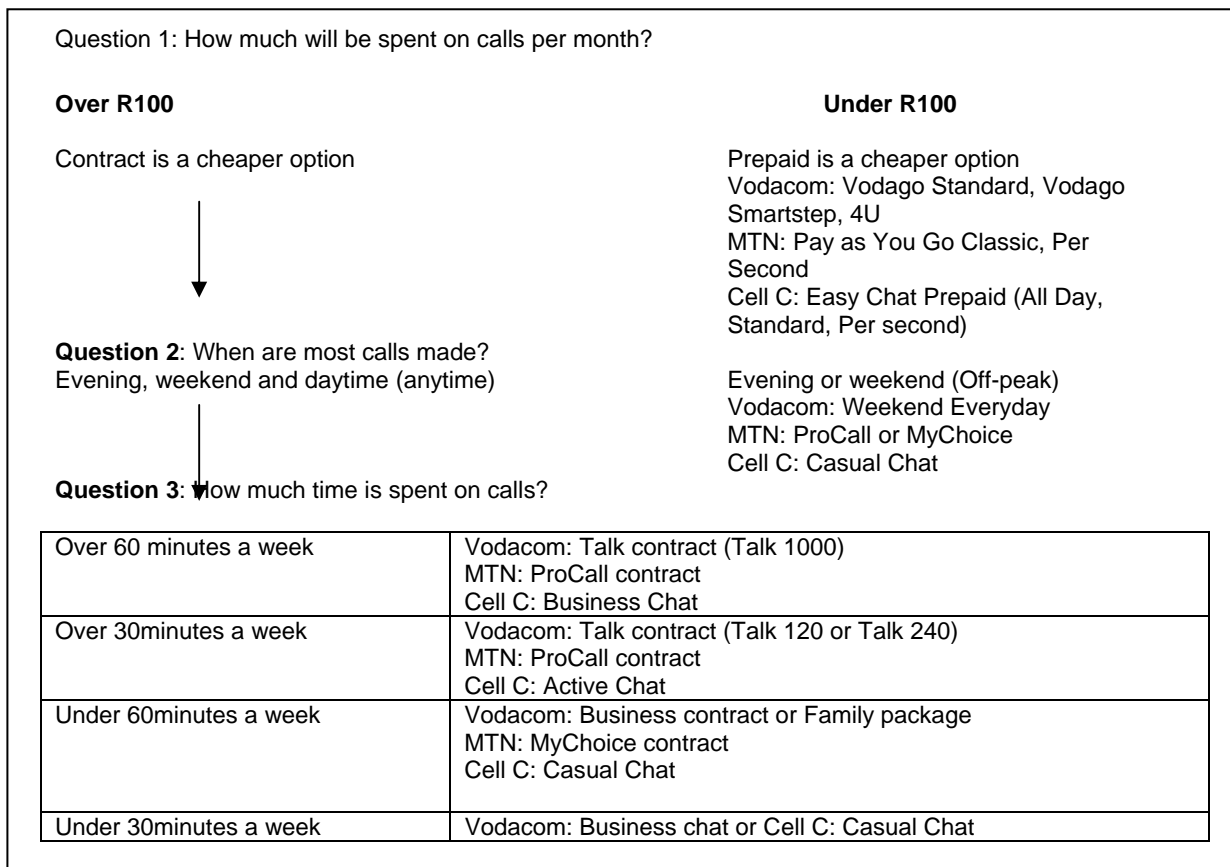 Question 1: How much will be spent on calls per month?
Over R100
Under R100
Contract is a cheaper option
Prepaid is a cheaper option
Vodacom: Vodago Standard, Vodago
Smartstep, 4U
MTN: Pay as You Go Classic, Per
Second
Cell C: Easy Chat Prepaid (All Day,
Standard, Per second)
Question 2: When are most calls made?
Evening, weekend and daytime (anytime)
Evening or weekend (Off-peak)
Vodacom: Weekend Everyday
MTN: ProCall or MyChoice
Cell C: Casual Chat
Question 3: How much time is spent on calls?
Over 60 minutes a week
Vodacom: Talk contract (Talk 1000)
MTN: ProCall contract
Cell C: Business Chat
Over 30minutes a week
Vodacom: Talk contract (Talk 120 or Talk 240)
MTN: ProCall contract
Cell C: Active Chat
Under 60minutes a week
Vodacom: Business contract or Family package
MTN: MyChoice contract
Cell C: Casual Chat
Under 30minutes a week
Vodacom: Business chat or Cell C: Casual Chat